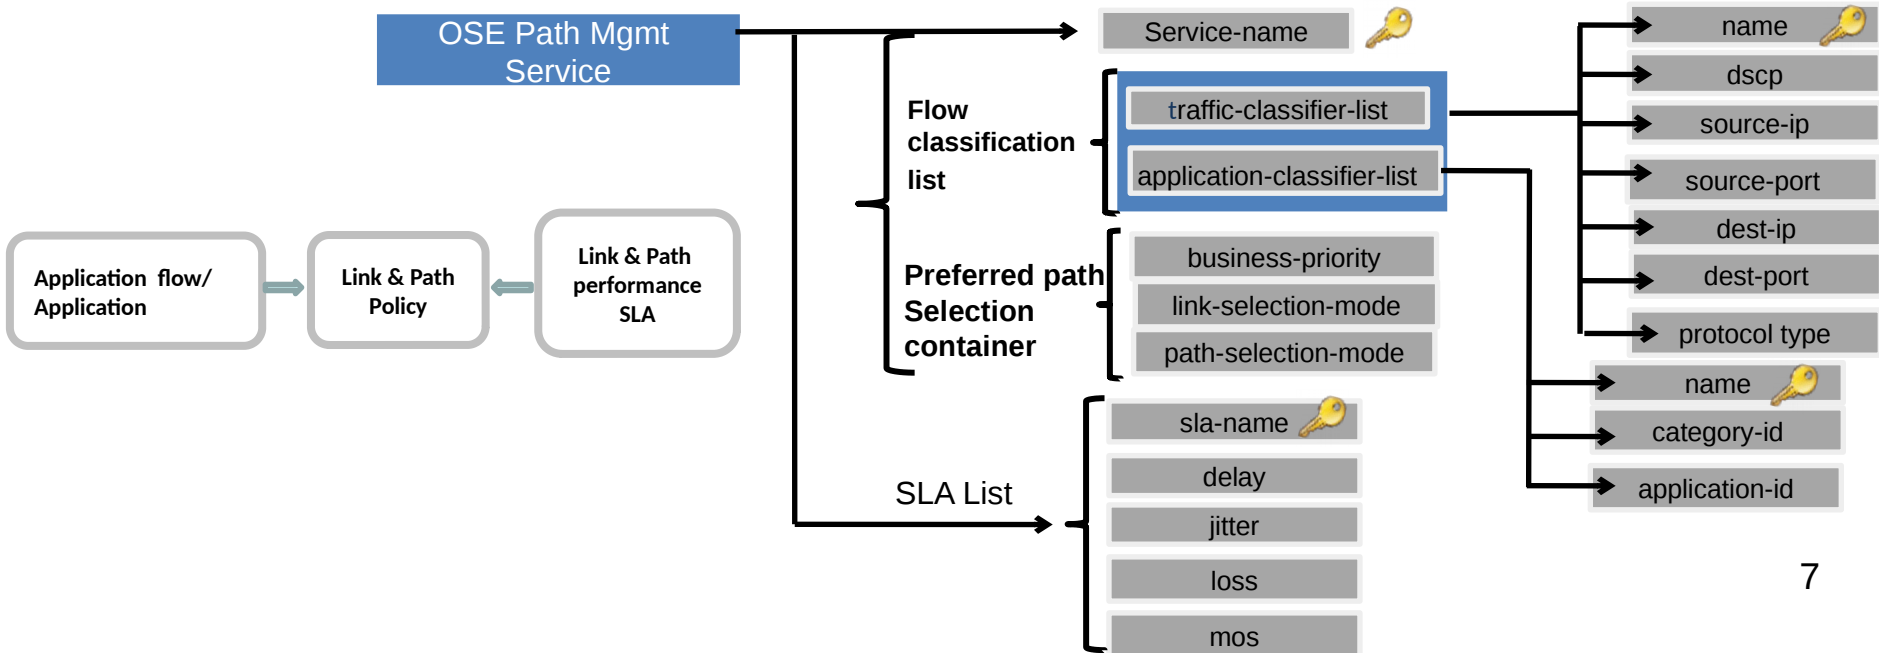 OSE Path Mgmt
Service
Service-name
Flow
classification
list
traffic-classifier-list
application-classifier-list
Preferred path
Selection
container
business-priority
link-selection-mode
path-selection-mode
SLA List
sla-name
delay
jitter
loss
mos
name
dscp
source-ip
source-port
dest-ip
dest-port
protocol type
name
category-id
application-id
Application flow/
Application
Link & Path
Policy
Link & Path
performance
SLA
7